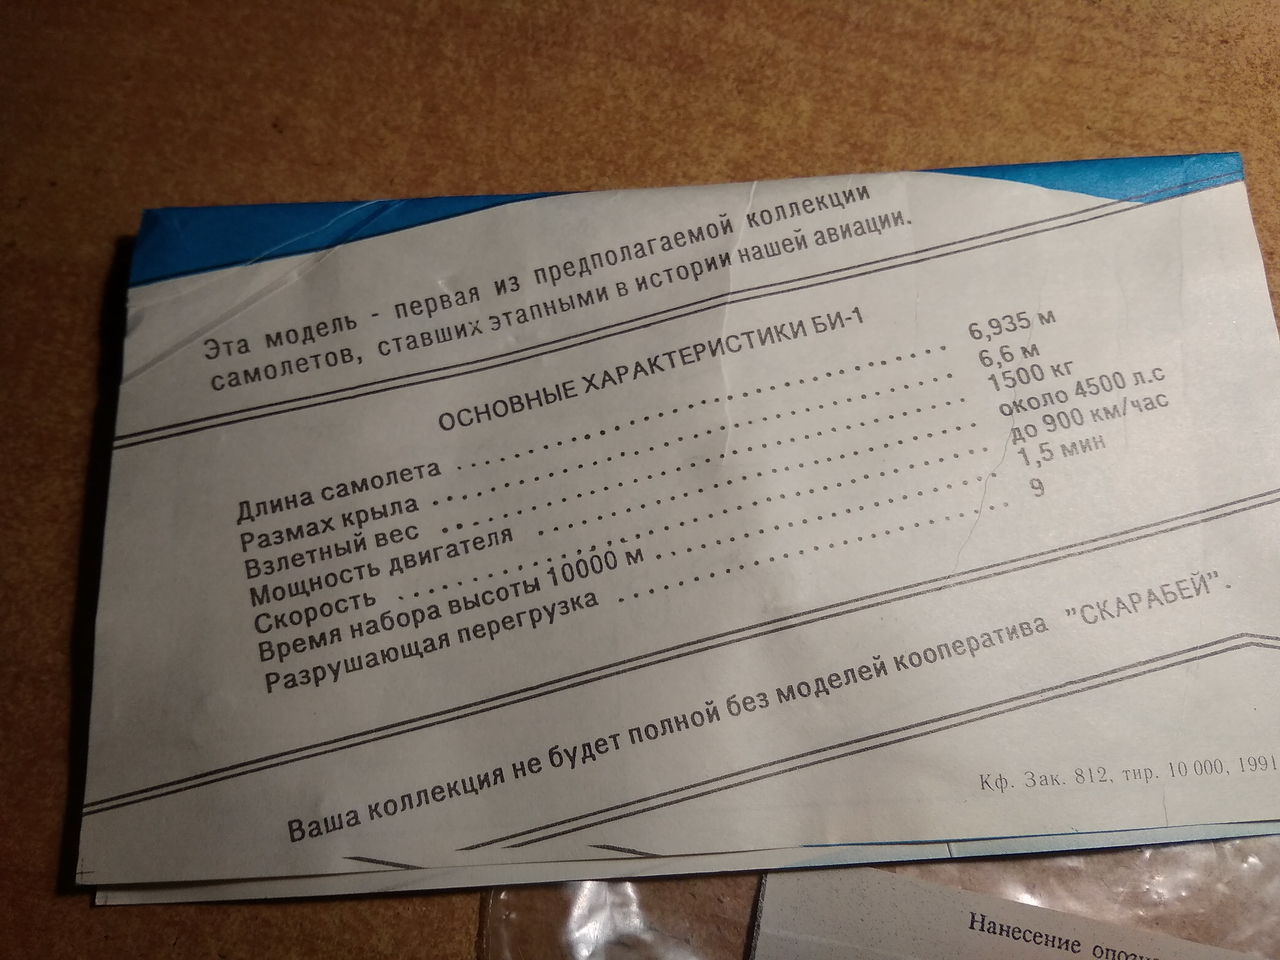 Эта модель - первая из предполагаемой коллекции
самолетов, ставших этапными в истории нашей авиации.
ОСНОВНЫЕ ХАРАКТЕРИСТИКИ БИ-1
Длина самолета .................................. 6,935 м
Размах крыла .................................. 6,6 м
Взлетный вес .................................. 1500 кг
Мощность двигателя ............................ около 4500 л.с
Скорость .................................. до 900 км/час
Время набора высоты 10000 м .................... 1,5 мин
Разрушающая перегрузка ........................ 9
Ваша коллекция не будет полной без моделей кооператива "СКАРАБЕЙ".
Кф. Зак. 812, тир. 10 000, 1991
Нанесение